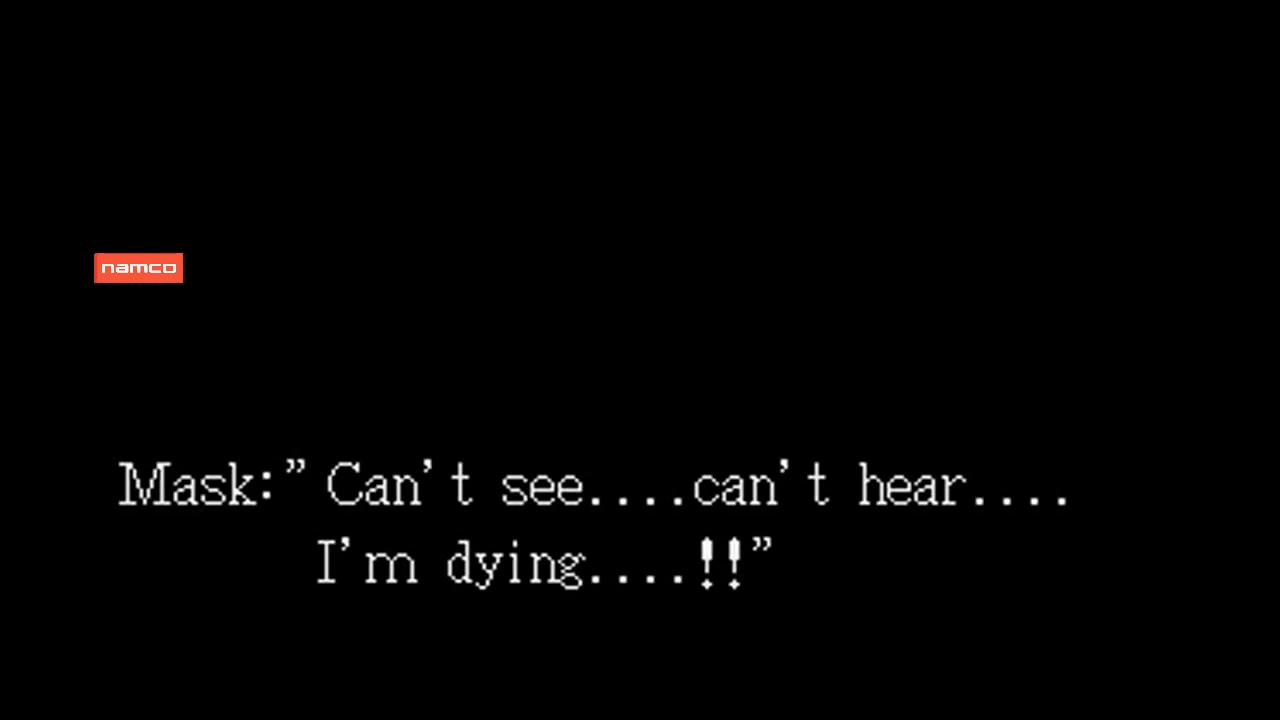 namco
Mask:” Can’t see....can’t hear....
I’m dying....!!”